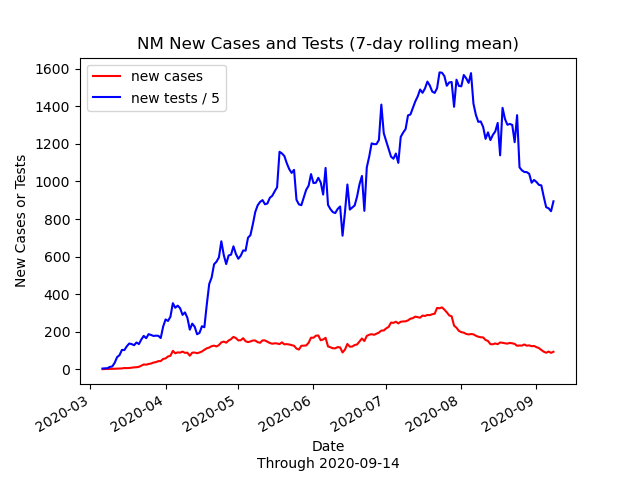 NM New Cases and Tests (7-day rolling mean)
new cases
new tests / 5
1600
1400
1200
1000
800
600
400
200
0
New Cases or Tests
2020-03
2020-04
2020-05
2020-06
2020-07
2020-08
2020-09
Date
Through 2020-09-14